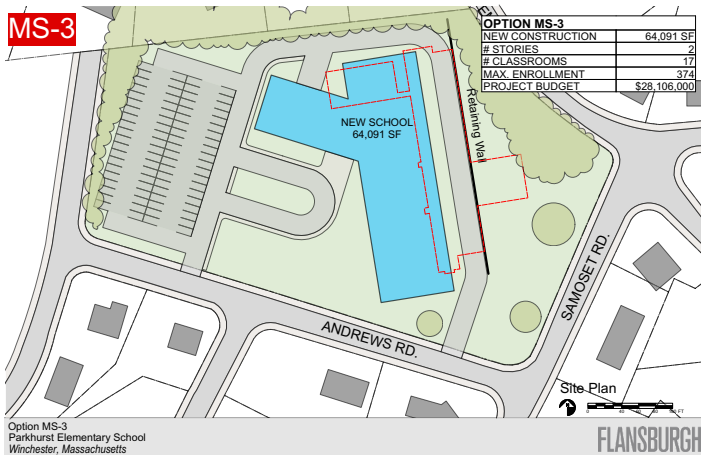 MS-3
OPTION MS-3
NEW CONSTRUCTION 64,091 SF
# STORIES 2
# CLASSROOMS 17
MAX. ENROLLMENT 374
PROJECT BUDGET $28,106,000
Retaining Wall
NEW SCHOOL
64,091 SF
SAMOSET RD.
ANDREWS RD.
Site Plan
Option MS-3
Parkhurst Elementary School
Winchester, Massachusetts
FLANSBURGH